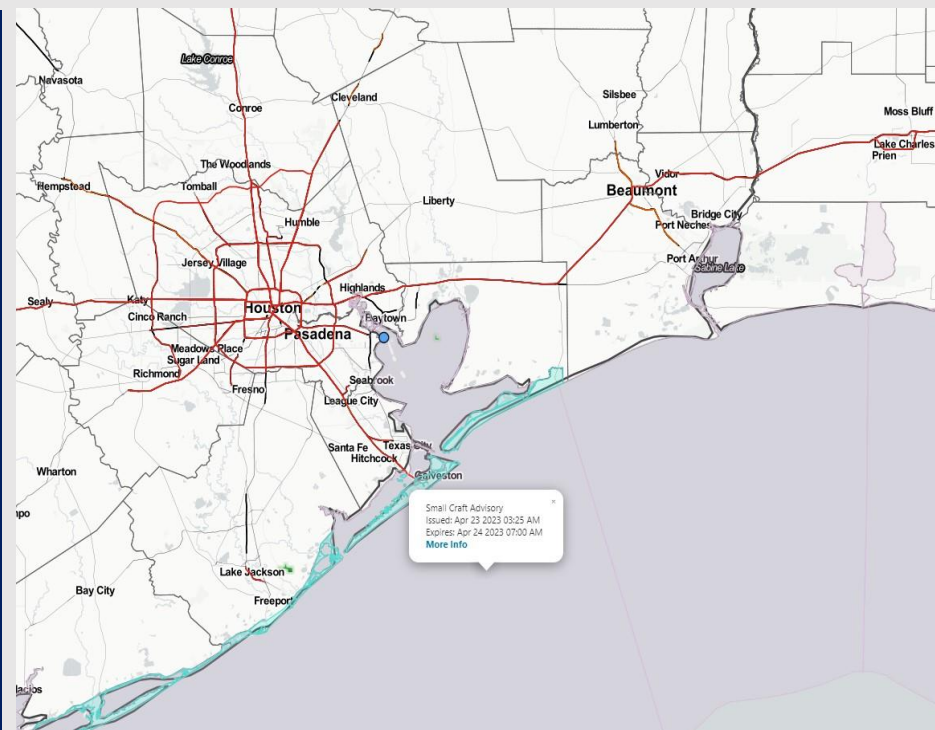 Lake Conroe
Navasota
Silsbee
Cleveland
Conroe
Moss Bluff
Lumberton
Lake Charles
Prien
The Woodlands
Vidor
Hempstead
Tomball
Beaumont
Liberty
Humble
Bridge City
Port Neches
Jersey Village
Port Arthur
Sabine Lake
Highlands
Sealy
Katy
Houston
Cinco Ranch
Baytown
Pasadena
Meadows Place
Sugar Land
Richmond
Seabrook
Fresno
League City
Santa Fe
Texas City
Hitchcock
Wharton
Galveston
Small Craft Advisory
Issued: Apr 23 2023 03:25 AM
Expires: Apr 24 2023 07:00 AM
More Info
×
mpo
Lake Jackson
Bay City
Freeport
lacios